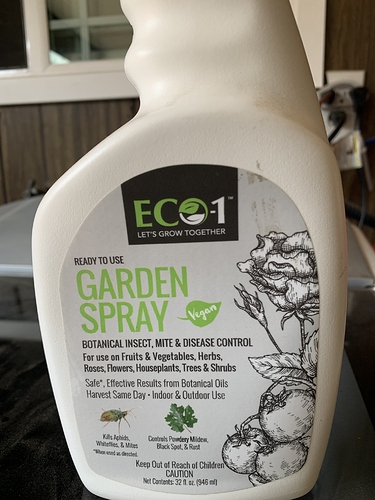 ECO-1™
LET'S GROW TOGETHER
READY TO USE
GARDEN
SPRAY
Vegan
BOTANICAL INSECT, MITE & DISEASE CONTROL
For use on Fruits & Vegetables, Herbs,
Roses, Flowers, Houseplants, Trees & Shrubs
Safe*, Effective Results from Botanical Oils
Harvest Same Day • Indoor & Outdoor Use
Kills Aphids,
Whiteflies, & Mites
*When used as directed.
Controls Powdery Mildew,
Black Spot, & Rust
Keep Out of Reach of Children
CAUTION
Net Contents: 32 fl. oz (946 ml)